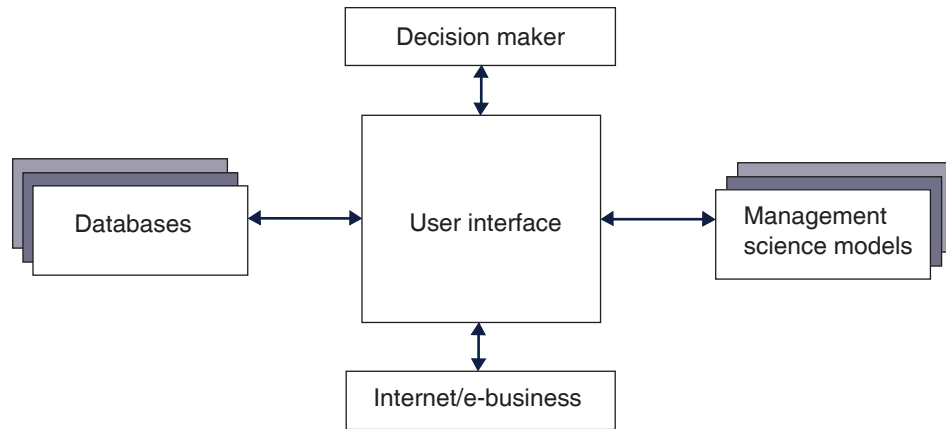 Decision maker
Databases
User interface
Management
science models
Internet/e-business